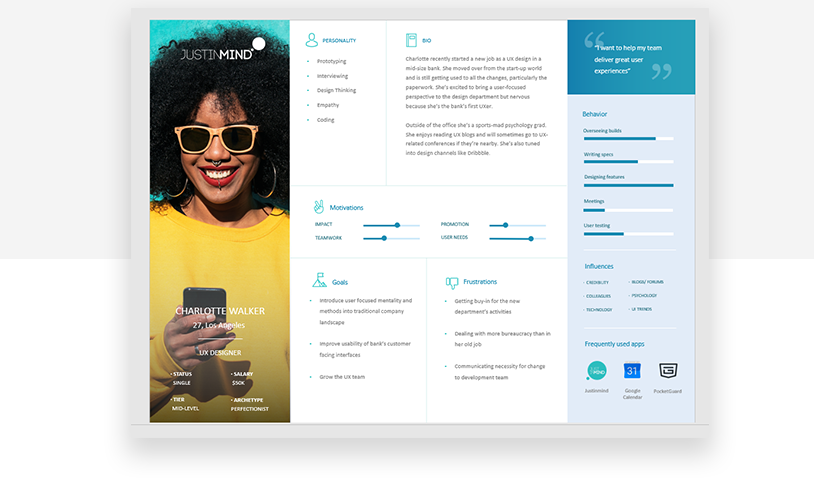 JUSTINMIND
CHARLOTTE WALKER
27, Los Angeles
UX DESIGNER
· STATUS
SINGLE
· SALARY
$50K
· TIER
MID-LEVEL
· ARCHETYPE
PERFECTIONIST
PERSONALITY
• Prototyping
• Interviewing
• Design Thinking
• Empathy
• Coding
BIO
Charlotte recently started a new job as a UX design in a
mid-size bank. She moved over from the start-up world
and is still getting used to all the changes, particularly the
paperwork. She's excited to bring a user-focused
perspective to the design department but nervous
because she's the bank's first UXer.
Outside of the office she's a sports-mad psychology grad.
She enjoys reading UX blogs and will sometimes go to UX-
related conferences if they're nearby. She's also tuned
into design channels like Dribbble.
Motivations
IMPACT
TEAMWORK
PROMOTION
USER NEEDS
Goals
• Introduce user focused mentality and
methods into traditional company
landscape
• Improve usability of bank's customer
facing interfaces
• Grow the UX team
Frustrations
• Getting buy-in for the new
department's activities
• Dealing with more bureaucracy than in
her old job
• Communicating necessity for change
to development team
"I want to help my team
deliver great user
experiences"
Behavior
Overseeing builds
Writing specs
Designing features
Meetings
User testing
Influences
· CREDIBLITY
· COLLEAGUES
· TECHNOLOGY
· BLOGS/ FORUMS
· PSYCHOLOGY
Frequently used apps
Justinmind
31
Google
Calendar
PocketGuard